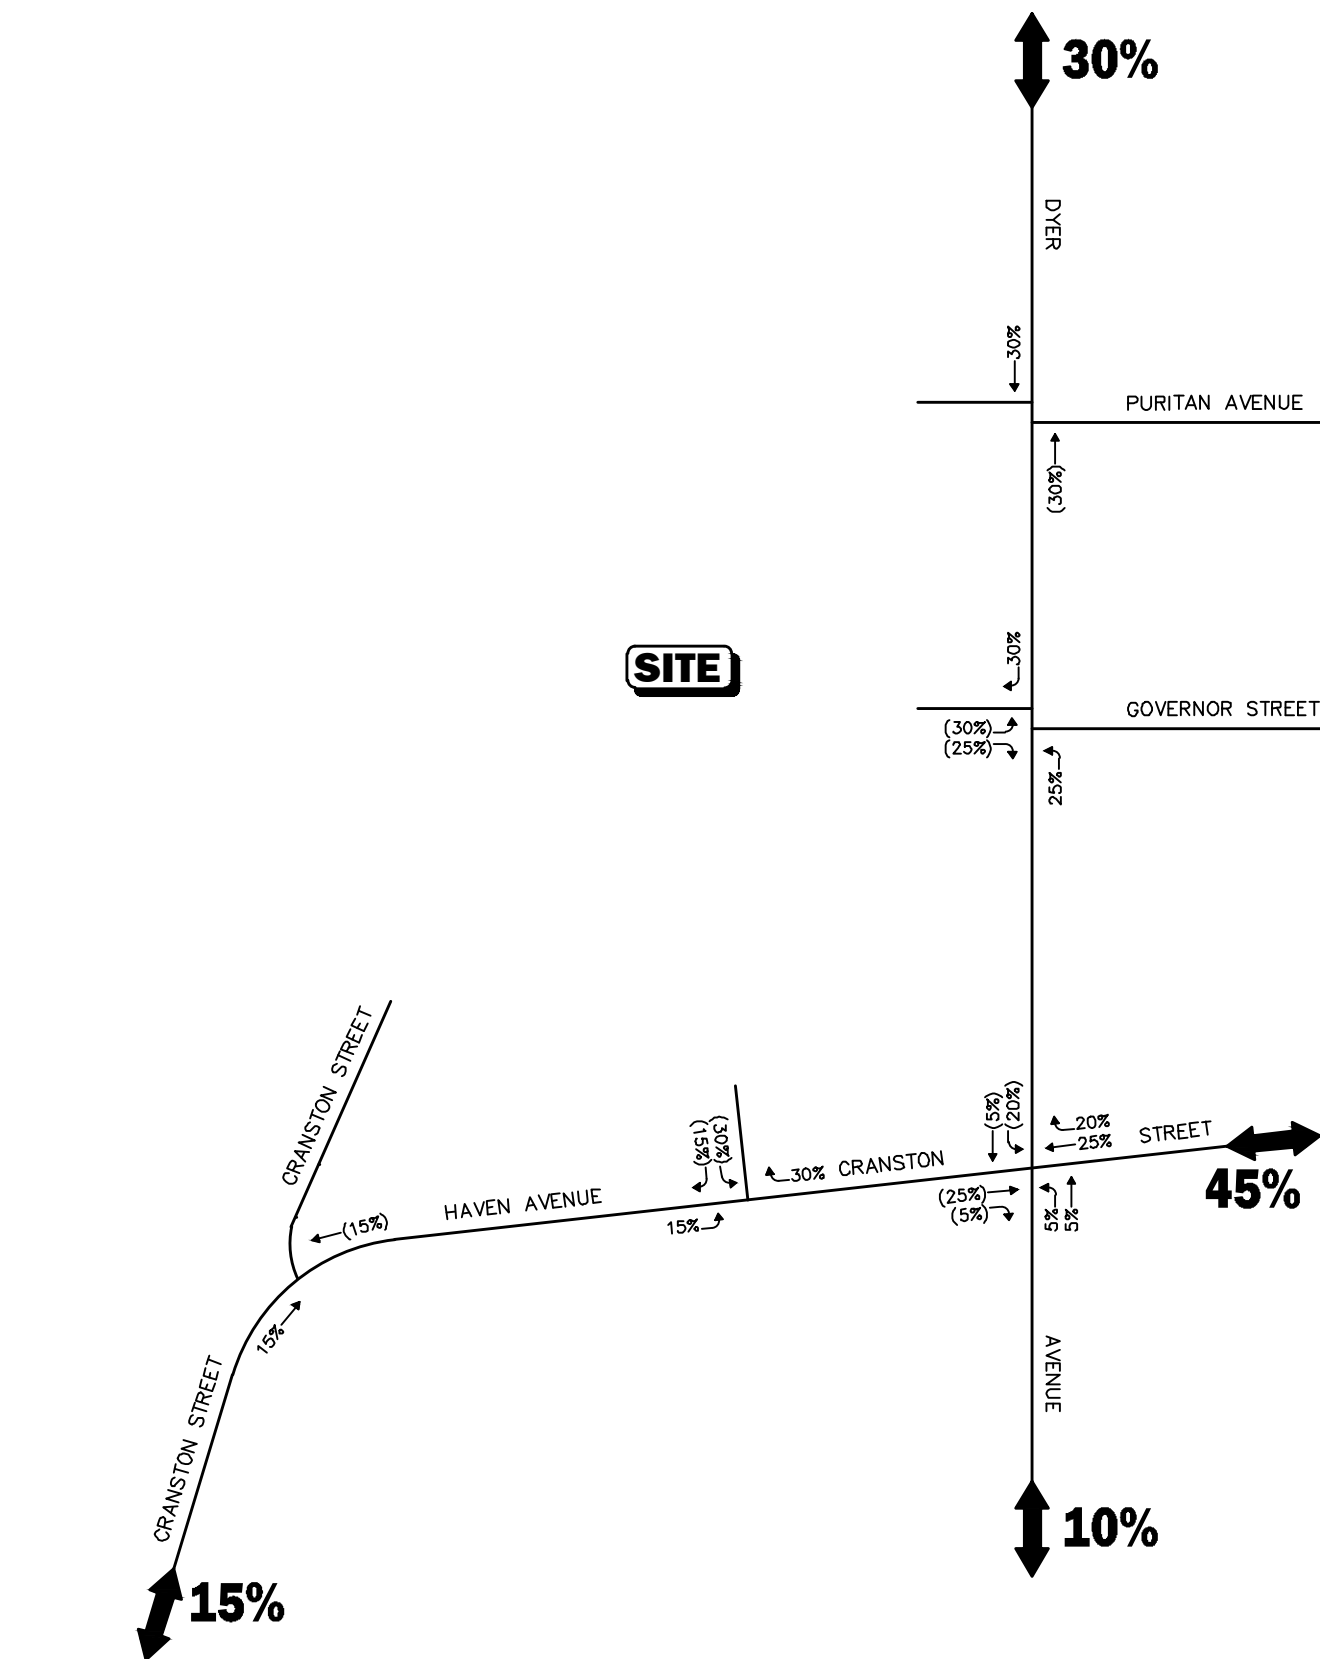 30%
DYER
30%
PURITAN AVENUE
(30%)
30%
SITE
GOVERNOR STREET
(30%)
(25%)
25%
CRANSTON STREET
(5%)
(20%)
20%
25%
STREET
(15%)
(30%)
30%
CRANSTON
45%
HAVEN AVENUE
(15%)
15%
(25%)
(5%)
5%
5%
15%
CRANSTON STREET
AVENUE
10%
15%